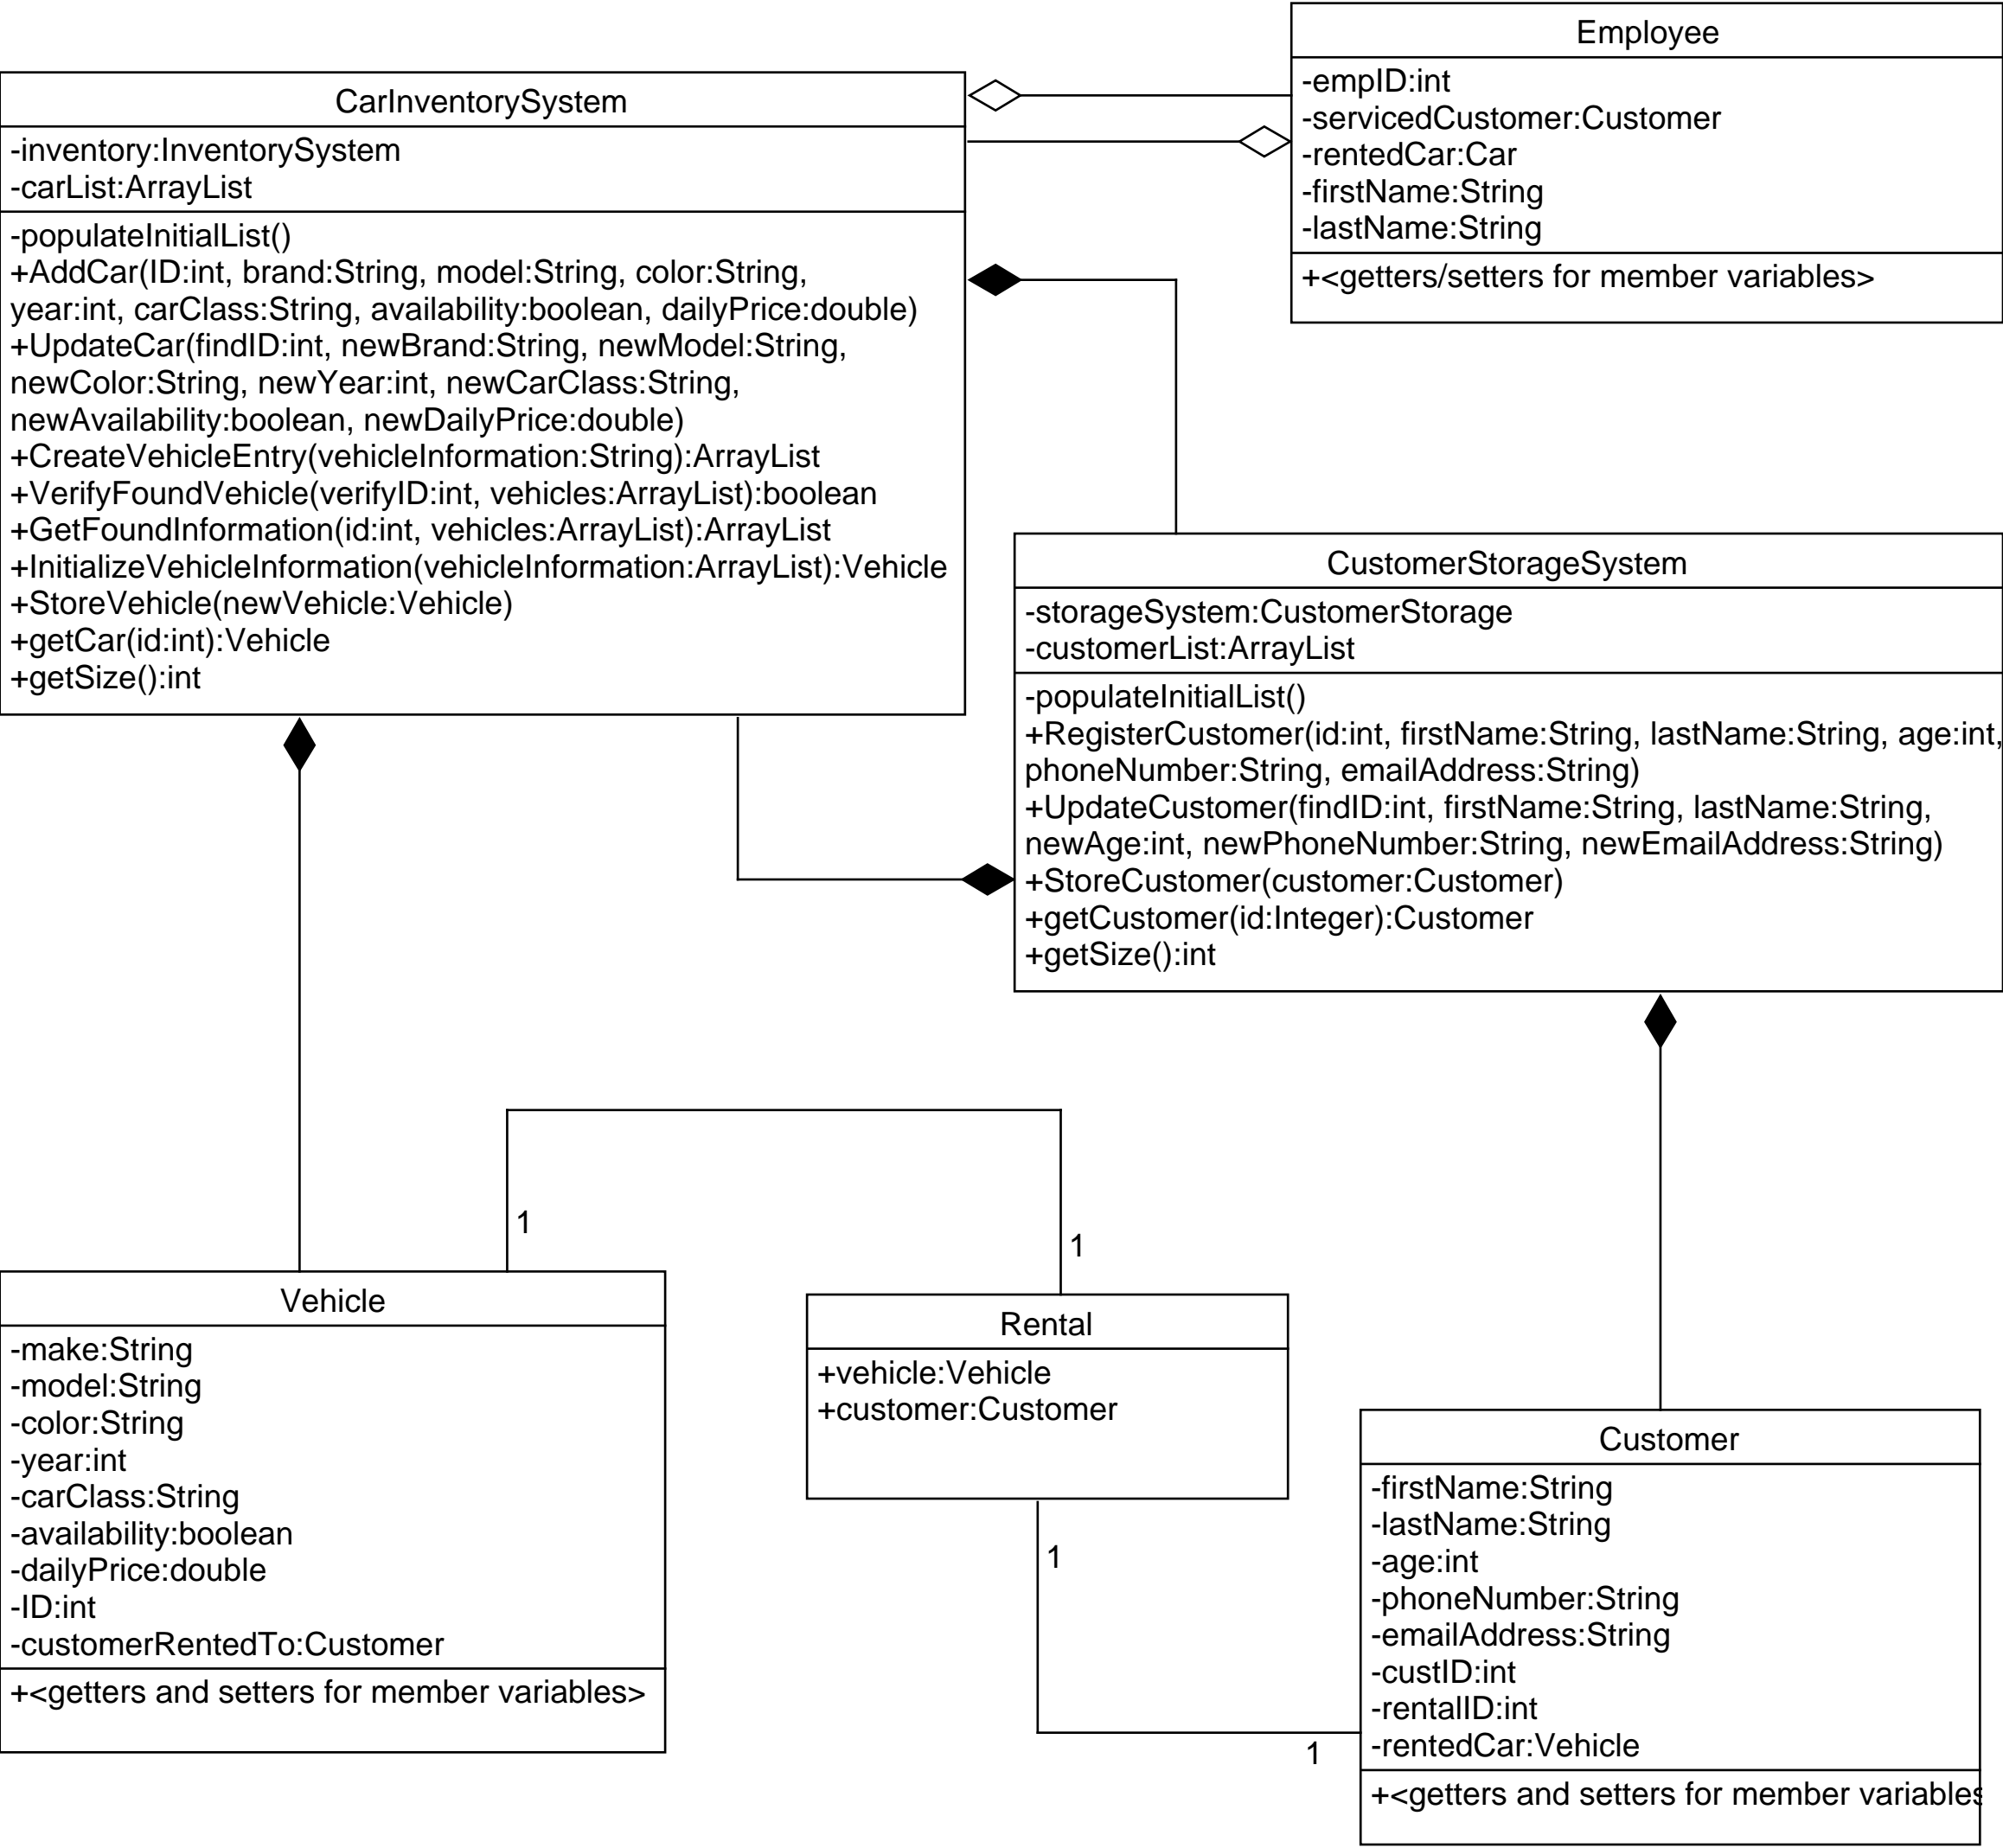 Employee
-empID:int
-servicedCustomer:Customer
-rentedCar:Car
-firstName:String
-lastName:String
+<getters/setters for member variables>
CarInventorySystem
-inventory:InventorySystem
-carList:ArrayList
-populateInitialList()
+AddCar(ID:int, brand:String, model:String, color:String,
year:int, carClass:String, availability:boolean, dailyPrice:double)
+UpdateCar(findID:int, newBrand:String, newModel:String,
newColor:String, newYear:int, newCarClass:String,
newAvailability:boolean, newDailyPrice:double)
+CreateVehicleEntry(vehicleInformation:String):ArrayList
+VerifyFoundVehicle(verifyID:int, vehicles:ArrayList):boolean
+GetFoundInformation(id:int, vehicles:ArrayList):ArrayList
+InitializeVehicleInformation(vehicleInformation:ArrayList):Vehicle
+StoreVehicle(newVehicle:Vehicle)
+getCar(id:int):Vehicle
+getSize():int
CustomerStorageSystem
-storageSystem:CustomerStorage
-customerList:ArrayList
-populateInitialList()
+RegisterCustomer(id:int, firstName:String, lastName:String, age:int,
phoneNumber:String, emailAddress:String)
+UpdateCustomer(findID:int, firstName:String, lastName:String,
newAge:int, newPhoneNumber:String, newEmailAddress:String)
+StoreCustomer(customer:Customer)
+getCustomer(id:Integer):Customer
+getSize():int
1
1
Vehicle
-make:String
-model:String
-color:String
-year:int
-carClass:String
-availability:boolean
-dailyPrice:double
-ID:int
-customerRentedTo:Customer
+<getters and setters for member variables>
Rental
+vehicle:Vehicle
+customer:Customer
1
1
Customer
-firstName:String
-lastName:String
-age:int
-phoneNumber:String
-emailAddress:String
-custID:int
-rentalID:int
-rentedCar:Vehicle
+<getters and setters for member variables